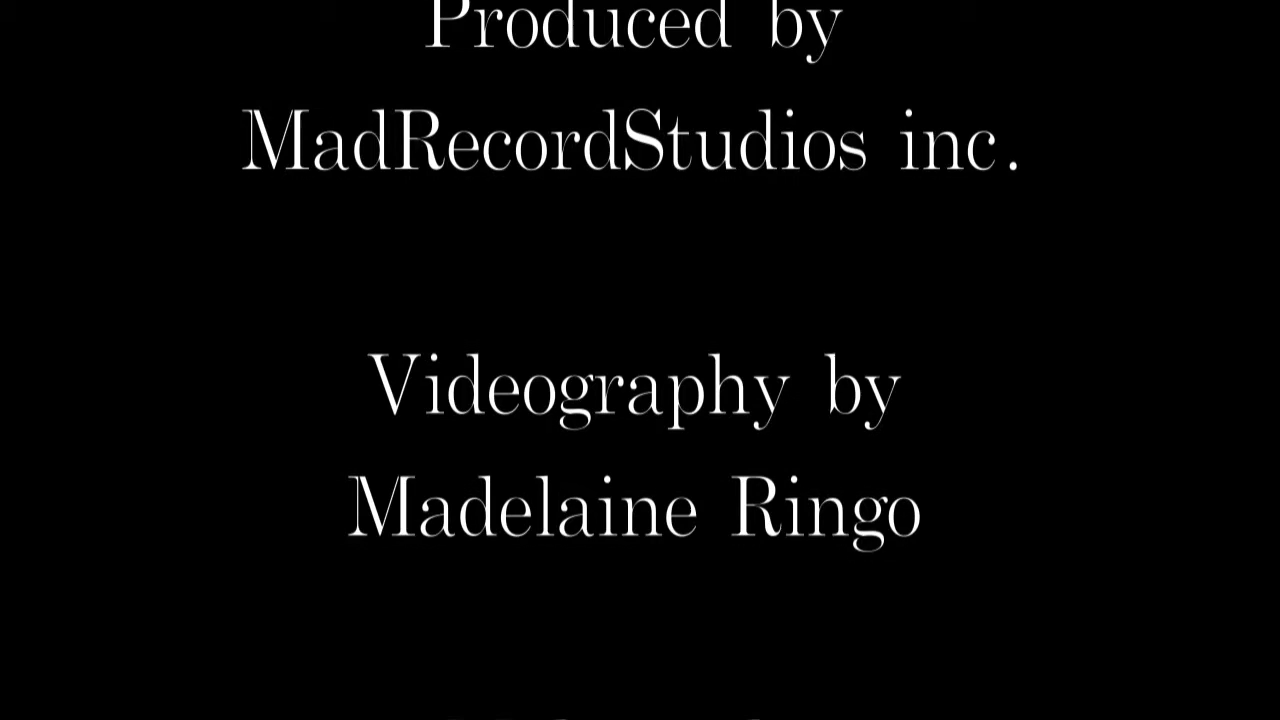 Produced by
MadRecordStudios inc.
Videography by
Madelaine Ringo